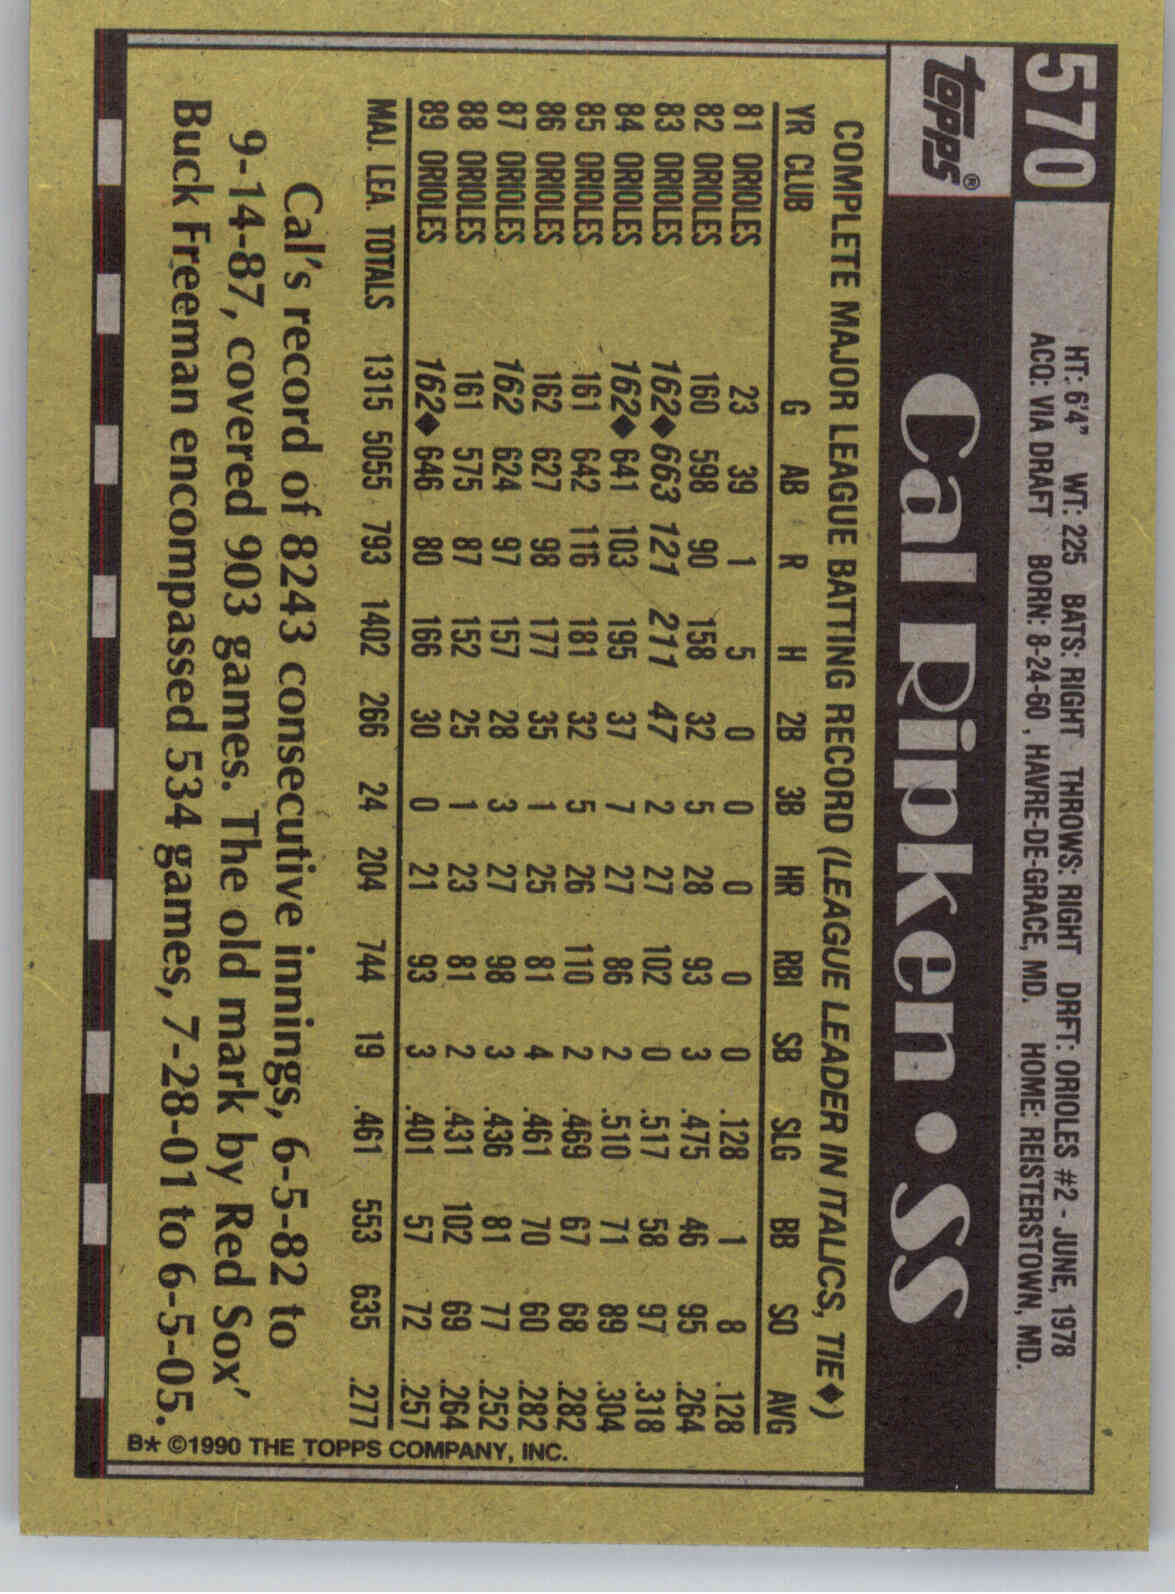 570
HT: 6'4" WT: 225 BATS: RIGHT THROWS: RIGHT DRFT: ORIOLES #2 - JUNE, 1978
ACQ: VIA DRAFT BORN: 8-24-60, HAVRE-DE-GRACE, MD. HOME: REISTERSTOWN, MD.
topps®
Cal Ripken • SS
COMPLETE MAJOR LEAGUE BATTING RECORD (LEAGUE LEADER IN ITALICS, TIE◆)
YR CLUB G AB R H 2B 3B HR RBI SB SLG BB SO AVG
81 ORIOLES 23 39 1 5 0 0 0 0 0 .128 1 8 .128
82 ORIOLES 160 598 90 158 32 5 28 93 3 .475 46 95 .264
83 ORIOLES 162◆ 663 121 211 47 2 27 102 0 .517 58 97 .318
84 ORIOLES 162◆ 641 103 195 37 7 27 86 2 .510 71 89 .304
85 ORIOLES 161 642 116 181 32 5 26 110 2 .469 67 68 .282
86 ORIOLES 162 627 98 177 35 1 25 81 4 .461 70 60 .282
87 ORIOLES 162 624 97 157 28 3 27 98 3 .436 81 77 .252
88 ORIOLES 161 575 87 152 25 1 23 81 2 .431 102 69 .264
89 ORIOLES 162◆ 646 80 166 30 0 21 93 3 .401 57 72 .257
MAJ. LEA. TOTALS 1315 5055 793 1402 266 24 204 744 19 .461 553 635 .277
Cal's record of 8243 consecutive innings, 6-5-82 to
9-14-87, covered 903 games. The old mark by Red Sox'
Buck Freeman encompassed 534 games, 7-28-01 to 6-5-05.
B* ©1990 THE TOPPS COMPANY, INC.